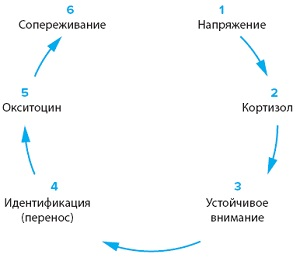 1
Напряжение
2
Кортизол
3
Устойчивое
внимание
4
Идентификация
(перенос)
5
Окситоцин
6
Сопереживание